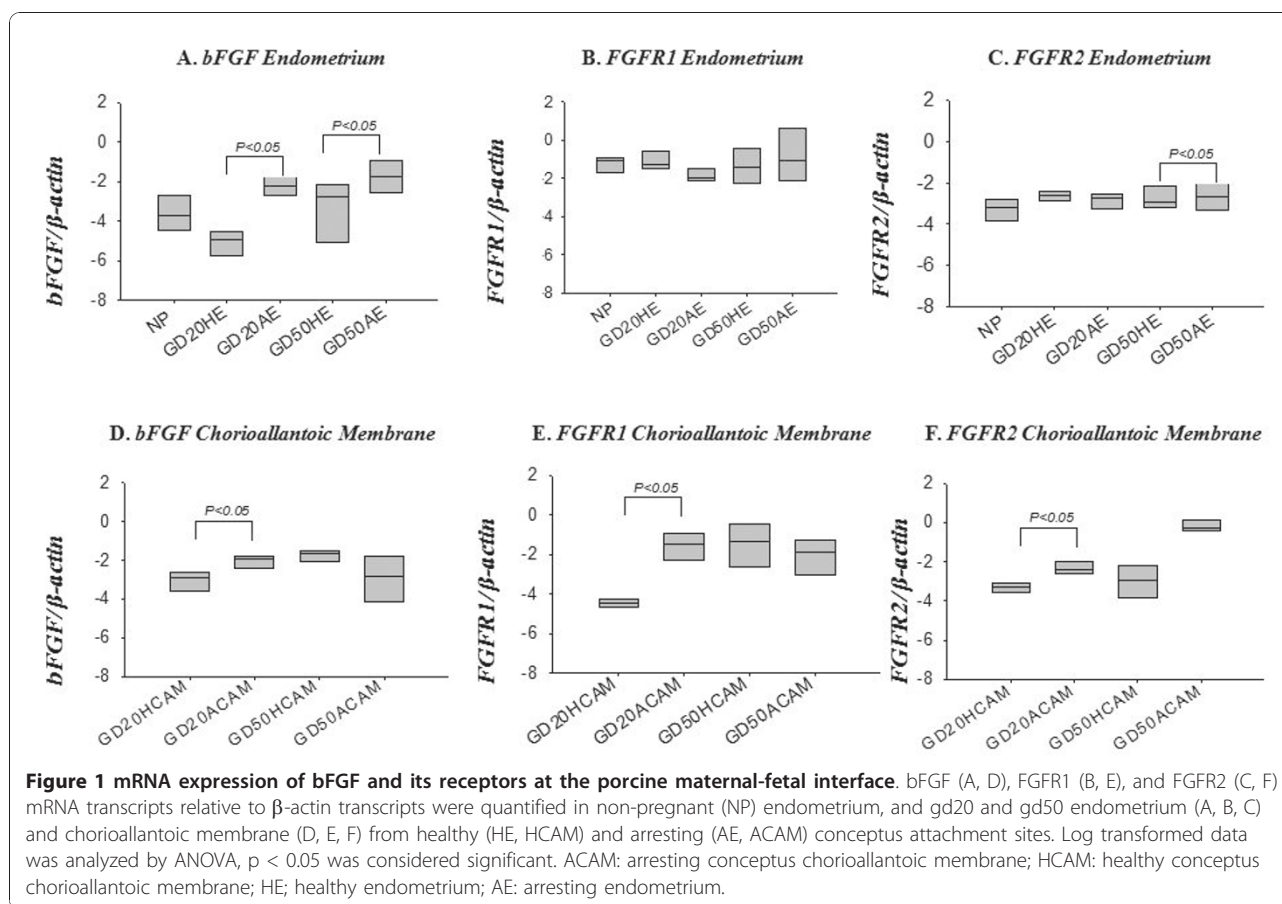 A. bFGF Endometrium
bFGF/β-actin
2
0
-2
-4
-6
-8
P<0.05
P<0.05
NP
GD20HE
GD20AE
GD50HE
GD50AE
B. FGFR1 Endometrium
FGFR1/β-actin
2
0
-2
-4
-6
-8
NP
GD20HE
GD20AE
GD50HE
GD50AE
C. FGFR2 Endometrium
FGFR2/β-actin
2
0
-2
-4
-6
-8
P<0.05
NP
GD20HE
GD20AE
GD50HE
GD50AE
D. bFGF Chorioallantoic Membrane
bFGF/β-actin
2
0
-2
-4
-6
-8
P<0.05
GD20HCAM
GD20ACAM
GD50HCAM
GD50ACAM
E. FGFR1 Chorioallantoic Membrane
FGFR1/β-actin
2
0
-2
-4
-6
-8
P<0.05
GD20HCAM
GD20ACAM
GD50HCAM
GD50ACAM
F. FGFR2 Chorioallantoic Membrane
FGFR2/β-actin
2
0
-2
-4
-6
-8
P<0.05
GD20HCAM
GD20ACAM
GD50HCAM
GD50ACAM
Figure 1 mRNA expression of bFGF and its receptors at the porcine maternal-fetal interface. bFGF (A, D), FGFR1 (B, E), and FGFR2 (C, F)
mRNA transcripts relative to β-actin transcripts were quantified in non-pregnant (NP) endometrium, and gd20 and gd50 endometrium (A, B, C)
and chorioallantoic membrane (D, E, F) from healthy (HE, HCAM) and arresting (AE, ACAM) conceptus attachment sites. Log transformed data
was analyzed by ANOVA, p < 0.05 was considered significant. ACAM: arresting conceptus chorioallantoic membrane; HCAM: healthy conceptus
chorioallantoic membrane; HE; healthy endometrium; AE: arresting endometrium.